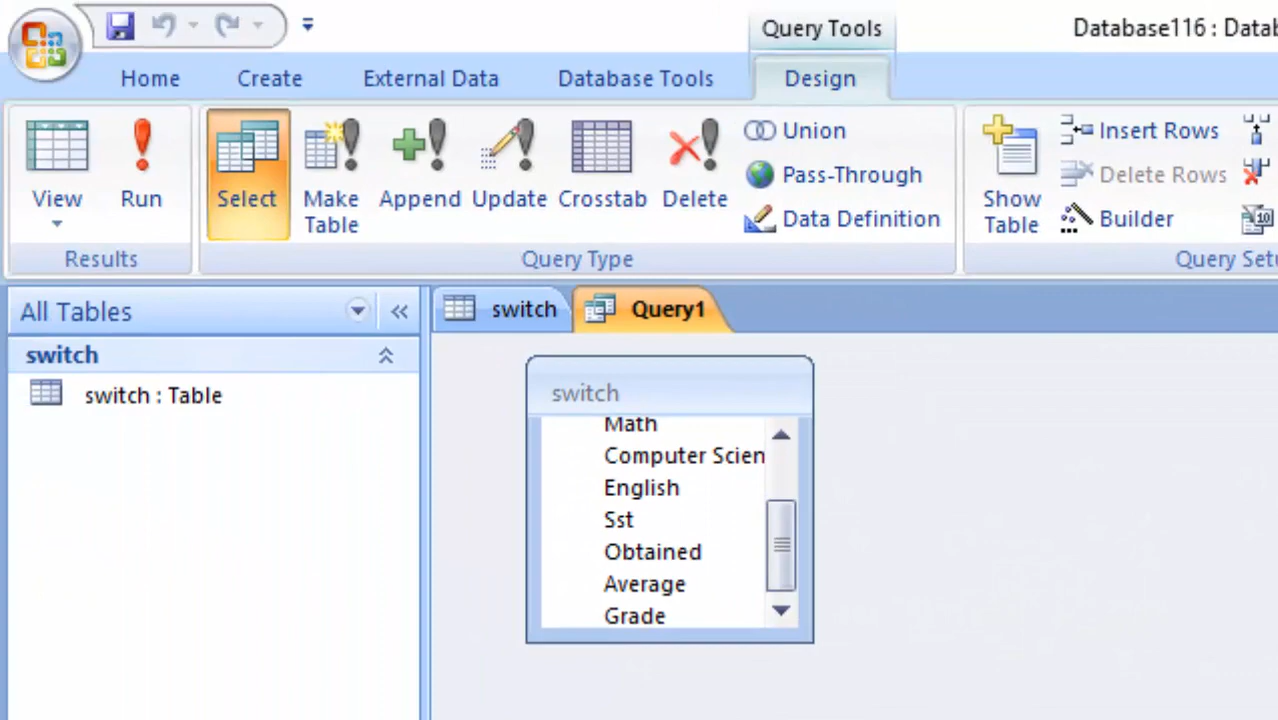 Query Tools
Database116 : Datab
Home Create External Data Database Tools Design
View Run Select Make Table Append Update Crosstab Delete
Union
Pass-Through
Data Definition
Show Table
Insert Rows
Delete Rows
Builder
Results Query Type Query Setu
All Tables
switch Query1
switch
switch : Table
switch
Math
Computer Scien
English
Sst
Obtained
Average
Grade